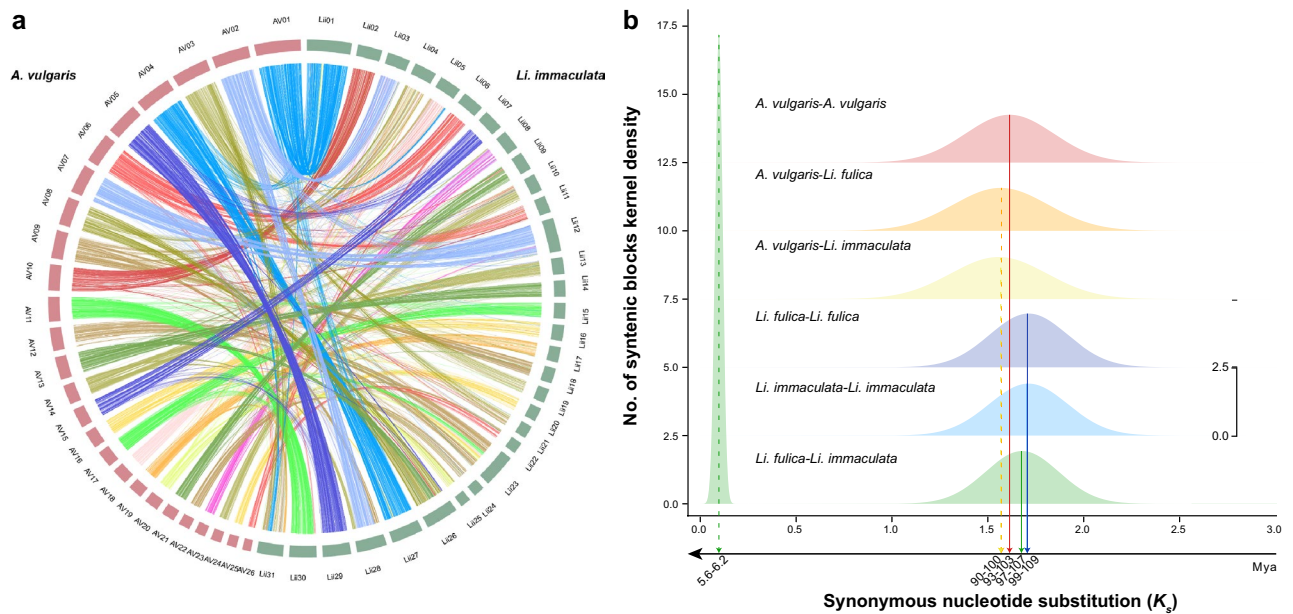 a
A. vulgaris
Li. immaculata
AV01
AV02
AV03
AV04
AV05
AV06
AV07
AV08
AV09
AV10
AV11
AV12
AV13
AV14
AV15
AV16
AV17
AV18
AV19
AV20
AV21
AV22
AV23
AV24
AV25
AV26
Lii01
Lii02
Lii03
Lii04
Lii05
Lii06
Lii07
Lii08
Lii09
Lii10
Lii11
Lii12
Lii13
Lii14
Lii15
Lii16
Lii17
Lii18
Lii19
Lii20
Lii21
Lii22
Lii23
Lii24
Lii25
Lii26
Lii27
Lii28
Lii29
Lii30
Lii31
b
No. of syntenic blocks kernel density
17.5
15.0
12.5
10.0
7.5
5.0
2.5
0.0
A. vulgaris-A. vulgaris
A. vulgaris-Li. fulica
A. vulgaris-Li. immaculata
Li. fulica-Li. fulica
Li. immaculata-Li. immaculata
Li. fulica-Li. immaculata
2.5
0.0
0.0
0.5
1.0
1.5
2.0
2.5
3.0
5.6-6.2
90-100
93-103
97-107
99-109
Mya
Synonymous nucleotide substitution (Ks)